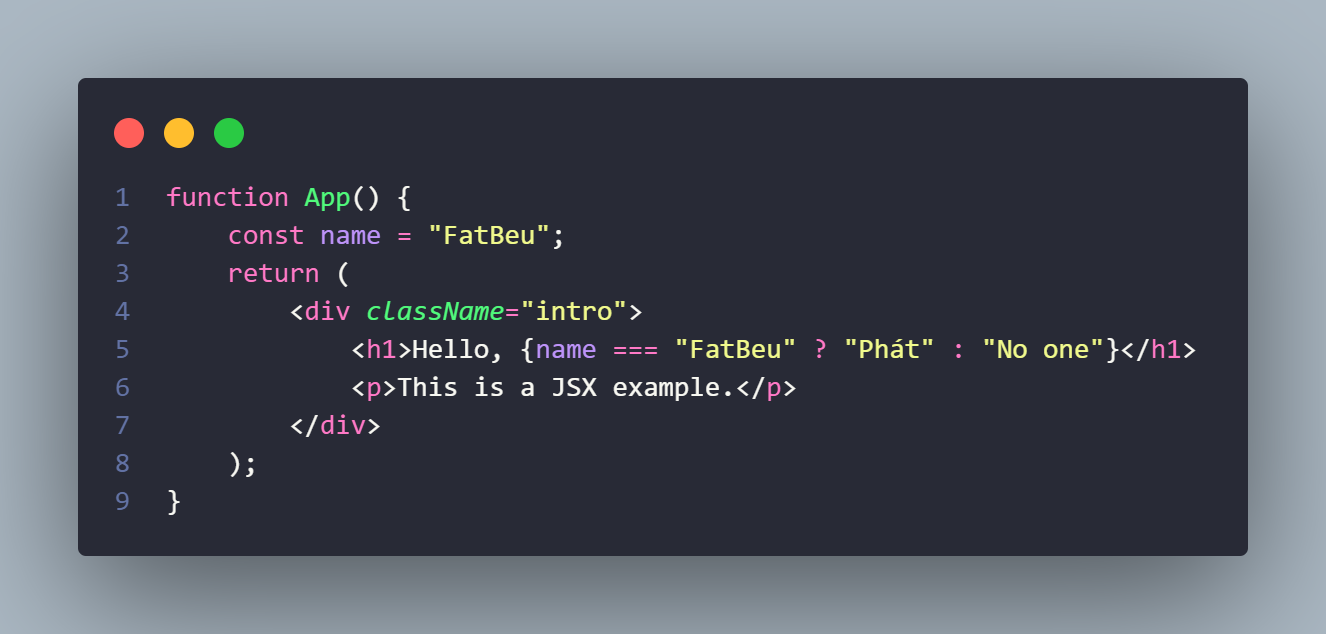 1 function App() {
2     const name = "FatBeu";
3     return (
4         <div className="intro">
5             <h1>Hello, {name === "FatBeu" ? "Phát" : "No one"}</h1>
6             <p>This is a JSX example.</p>
7         </div>
8     );
9 }